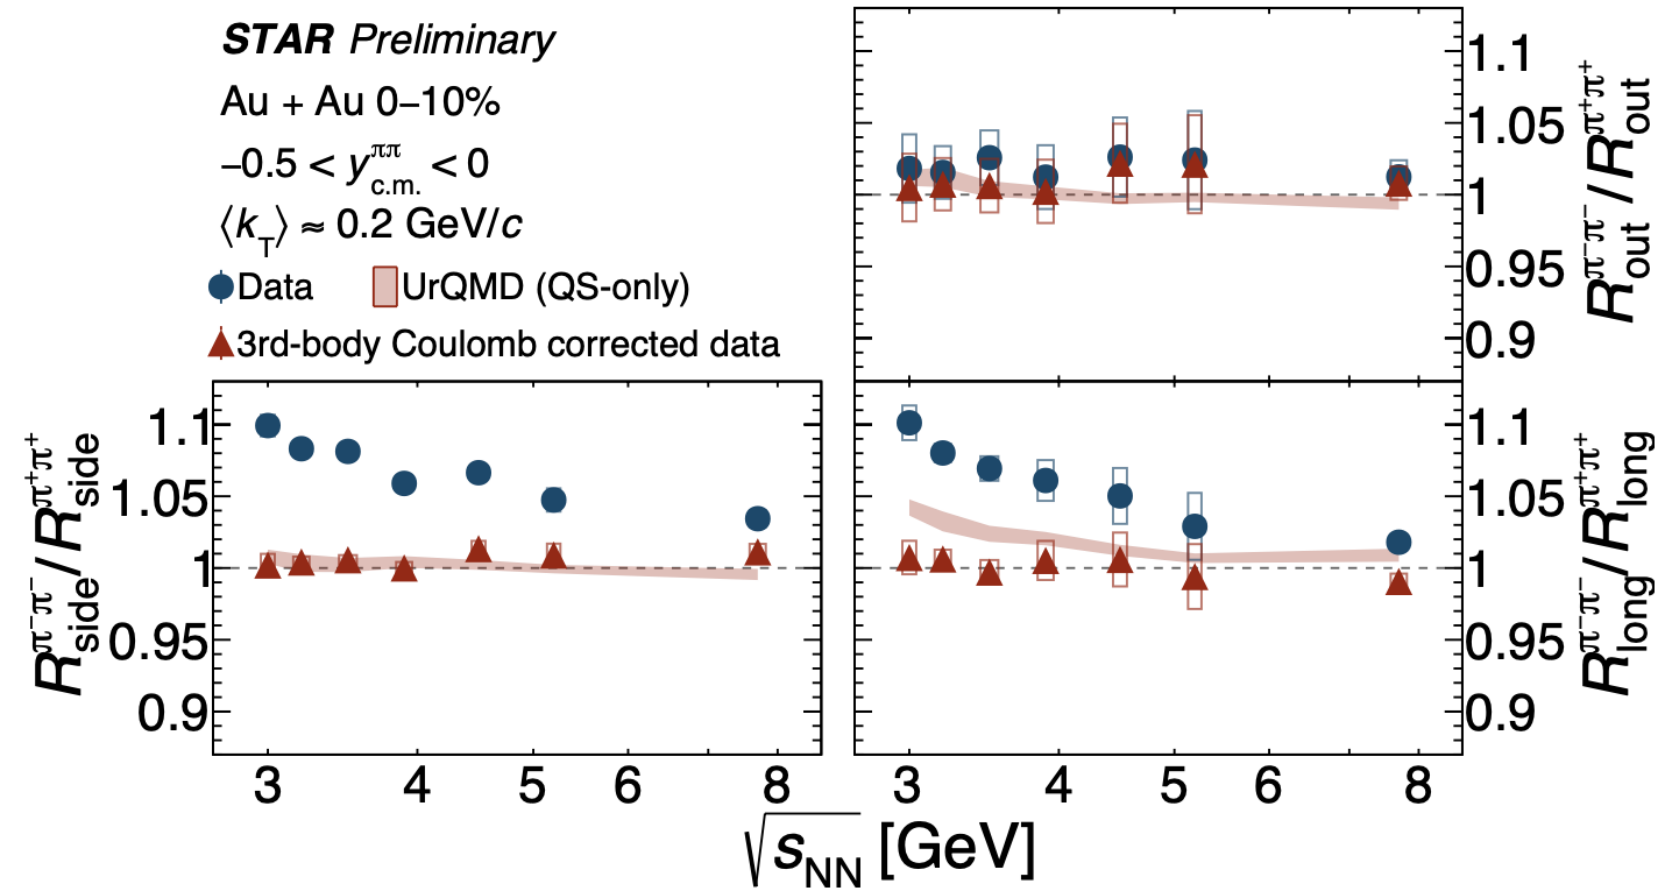 STAR Preliminary
Au + Au 0–10%
−0.5 < y^ππ_c.m. < 0
⟨k_T⟩ ≈ 0.2 GeV/c
Data
UrQMD (QS-only)
3rd-body Coulomb corrected data
1.1
1.05
1
0.95
0.9
R^π⁻π⁻_out / R^π⁺π⁺_out
1.1
1.05
1
0.95
0.9
R^π⁻π⁻_side / R^π⁺π⁺_side
1.1
1.05
1
0.95
0.9
R^π⁻π⁻_long / R^π⁺π⁺_long
3 4 5 6 8
3 4 5 6 8
√s_NN [GeV]